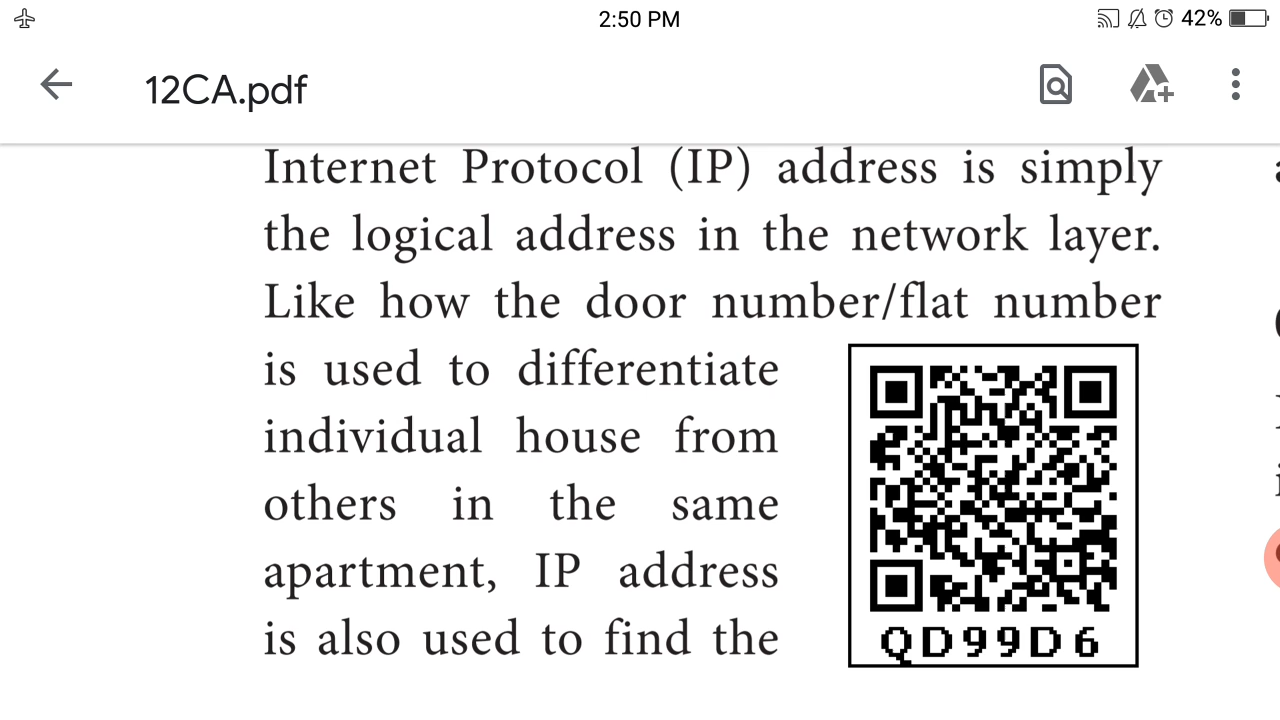 2:50 PM
42%
12CA.pdf
Internet Protocol (IP) address is simply
the logical address in the network layer.
Like how the door number/flat number
is used to differentiate
individual house from
others in the same
apartment, IP address
is also used to find the
QD99D6